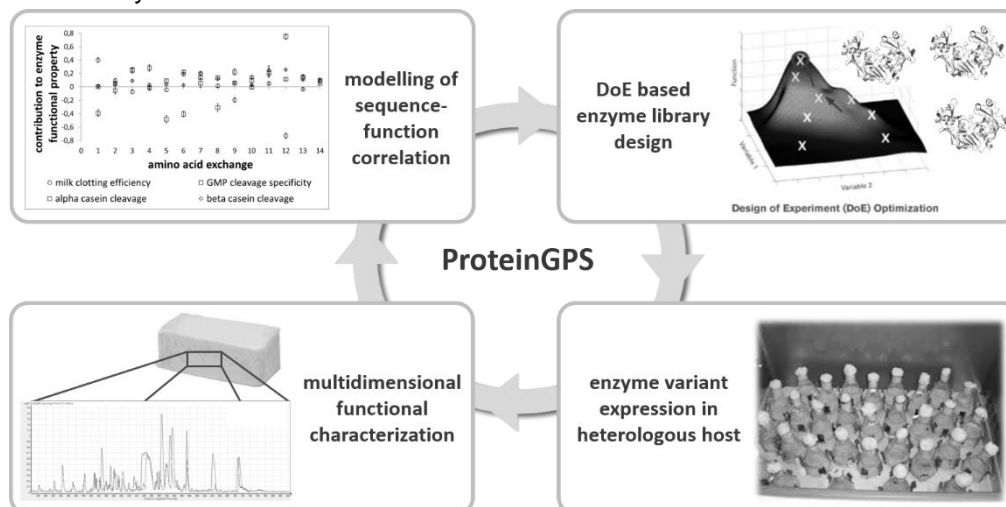 contribution to enzyme
functional property
0,8
0,6
0,4
0,2
0
-0,2
-0,4
-0,6
-0,8
1 2 3 4 5 6 7 8 9 10 11 12 13 14
amino acid exchange
○ milk clotting efficiency □ GMP cleavage specificity
□ alpha casein cleavage ◇ beta casein cleavage
modelling of
sequence-
function
correlation
DoE based
enzyme library
design
Function
Variable 1
Variable 2
Design of Experiment (DoE) Optimization
X
X
X
X
X
X
X
X
ProteinGPS
multidimensional
functional
characterization
enzyme variant
expression in
heterologous host